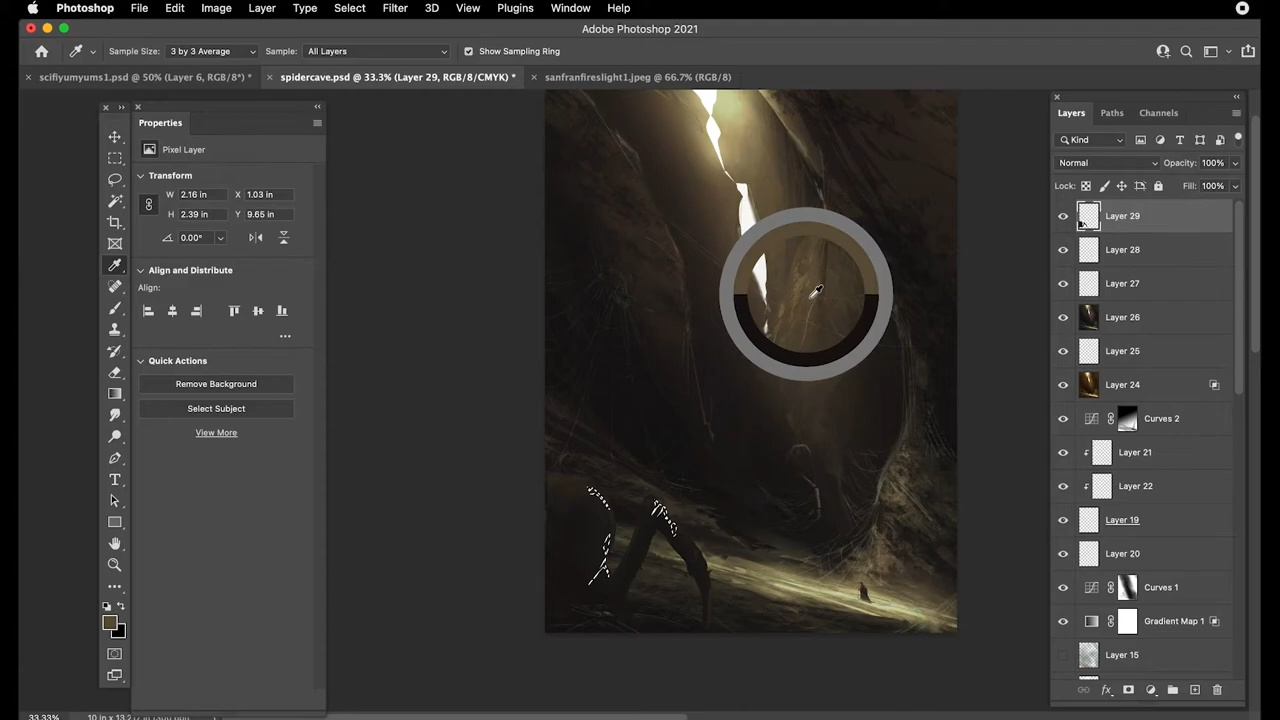 Photoshop File Edit Image Layer Type Select Filter 3D View Plugins Window Help
Adobe Photoshop 2021
Sample Size: 3 by 3 Average Sample: All Layers Show Sampling Ring
scifiyumyums1.psd @ 50% (Layer 6, RGB/8*) * spidercave.psd @ 33.3% (Layer 29, RGB/8/CMYK) * sanfranfireslight1.jpeg @ 66.7% (RGB/8)
Properties
Pixel Layer
Transform
W 2.16 in X 1.03 in
H 2.39 in Y 9.65 in
0.00°
Align and Distribute
Align:
Quick Actions
Remove Background
Select Subject
View More
Layers Paths Channels
Kind
Normal Opacity: 100%
Lock: Fill: 100%
Layer 29
Layer 28
Layer 27
Layer 26
Layer 25
Layer 24
Curves 2
Layer 21
Layer 22
Layer 19
Layer 20
Curves 1
Gradient Map 1
Layer 15
33.33%